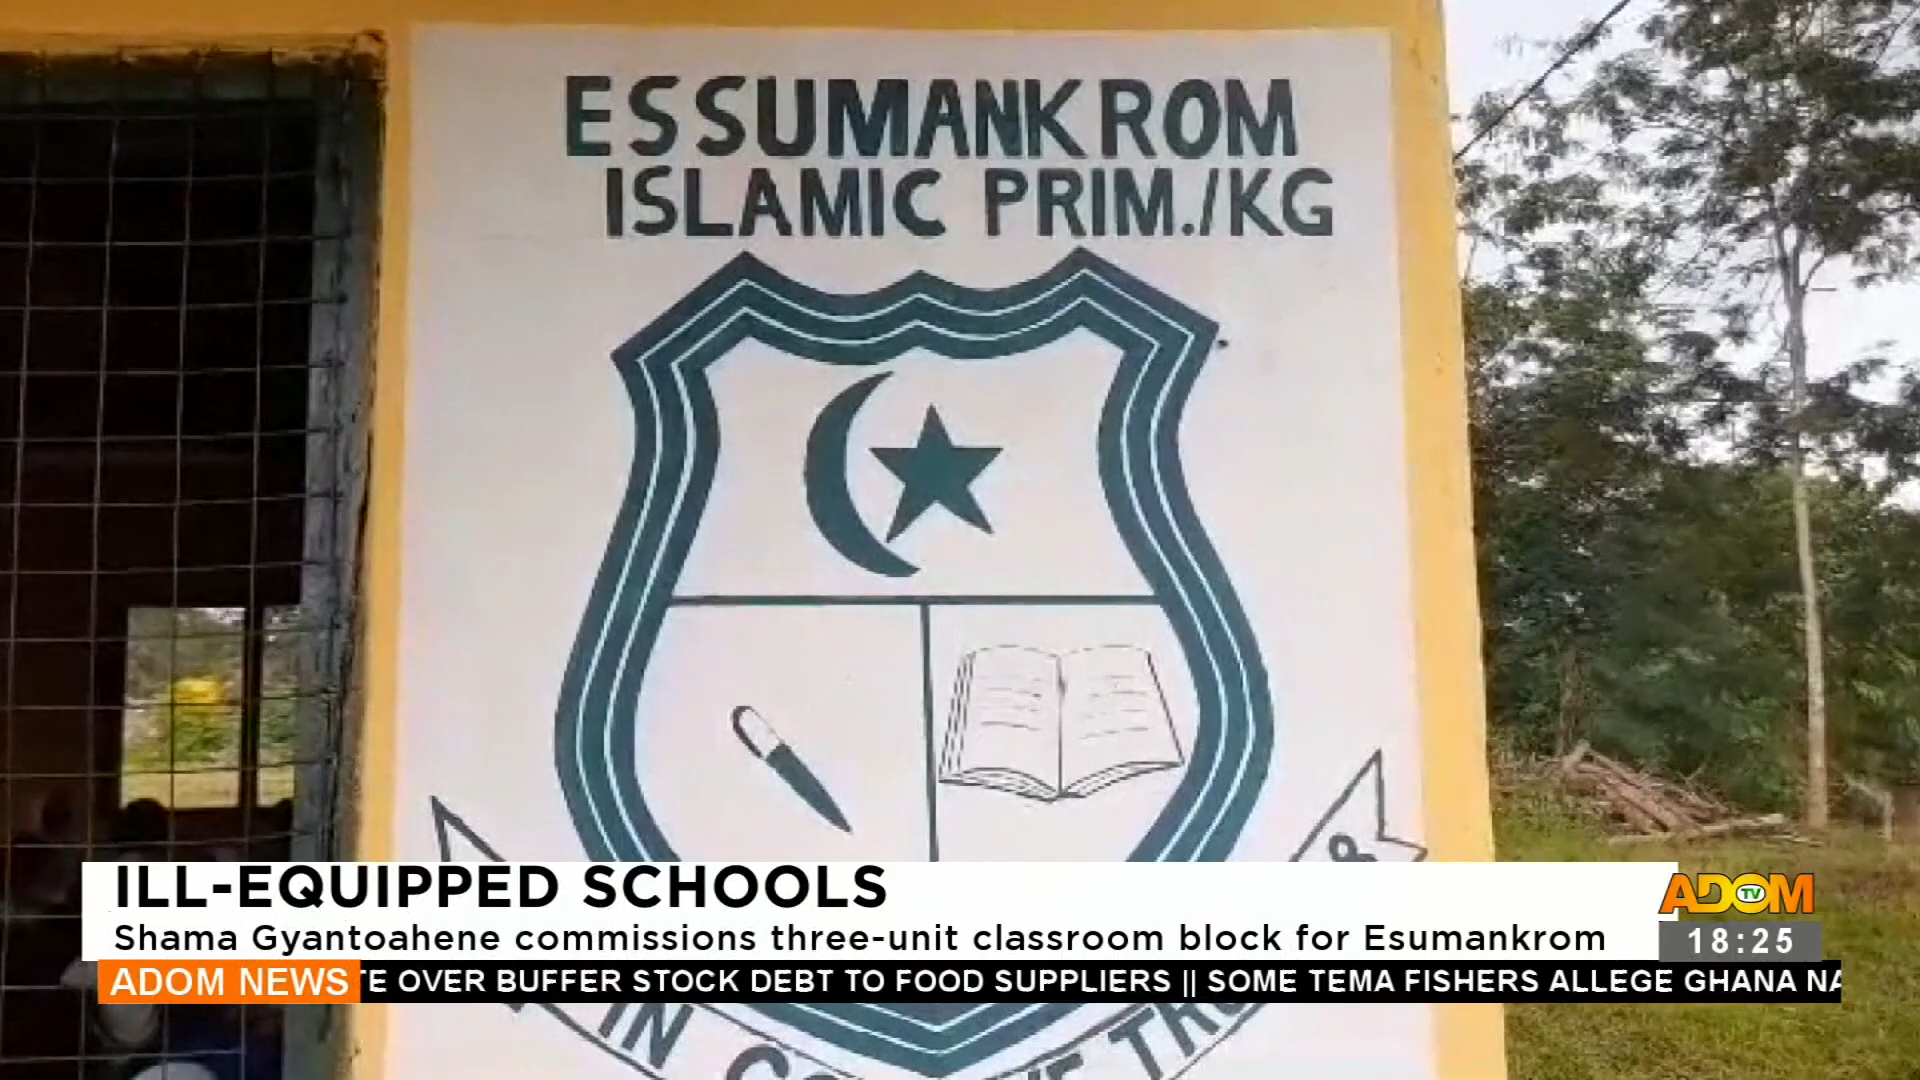 ESSUMANKROM
ISLAMIC PRIM./KG
ILL-EQUIPPED SCHOOLS
Shama Gyantoahene commissions three-unit classroom block for Esumankrom
ADOM TV
18:25
ADOM NEWS
OVER BUFFER STOCK DEBT TO FOOD SUPPLIERS || SOME TEMA FISHERS ALLEGE GHANA
IN